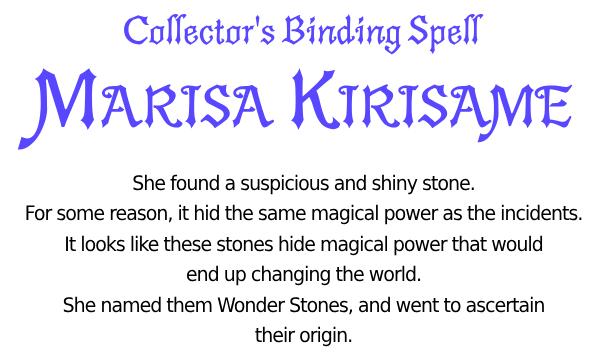 Collector's Binding Spell
Marisa Kirisame
She found a suspicious and shiny stone.
For some reason, it hid the same magical power as the incidents.
It looks like these stones hide magical power that would
end up changing the world.
She named them Wonder Stones, and went to ascertain
their origin.